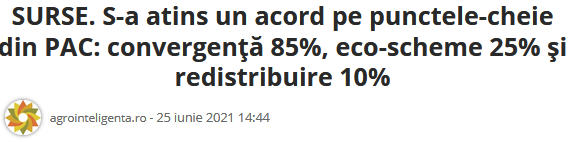 SURSE. S-a atins un acord pe punctele-cheie
din PAC: convergenţă 85%, eco-scheme 25% şi
redistribuire 10%
agrointeligenta.ro - 25 iunie 2021 14:44